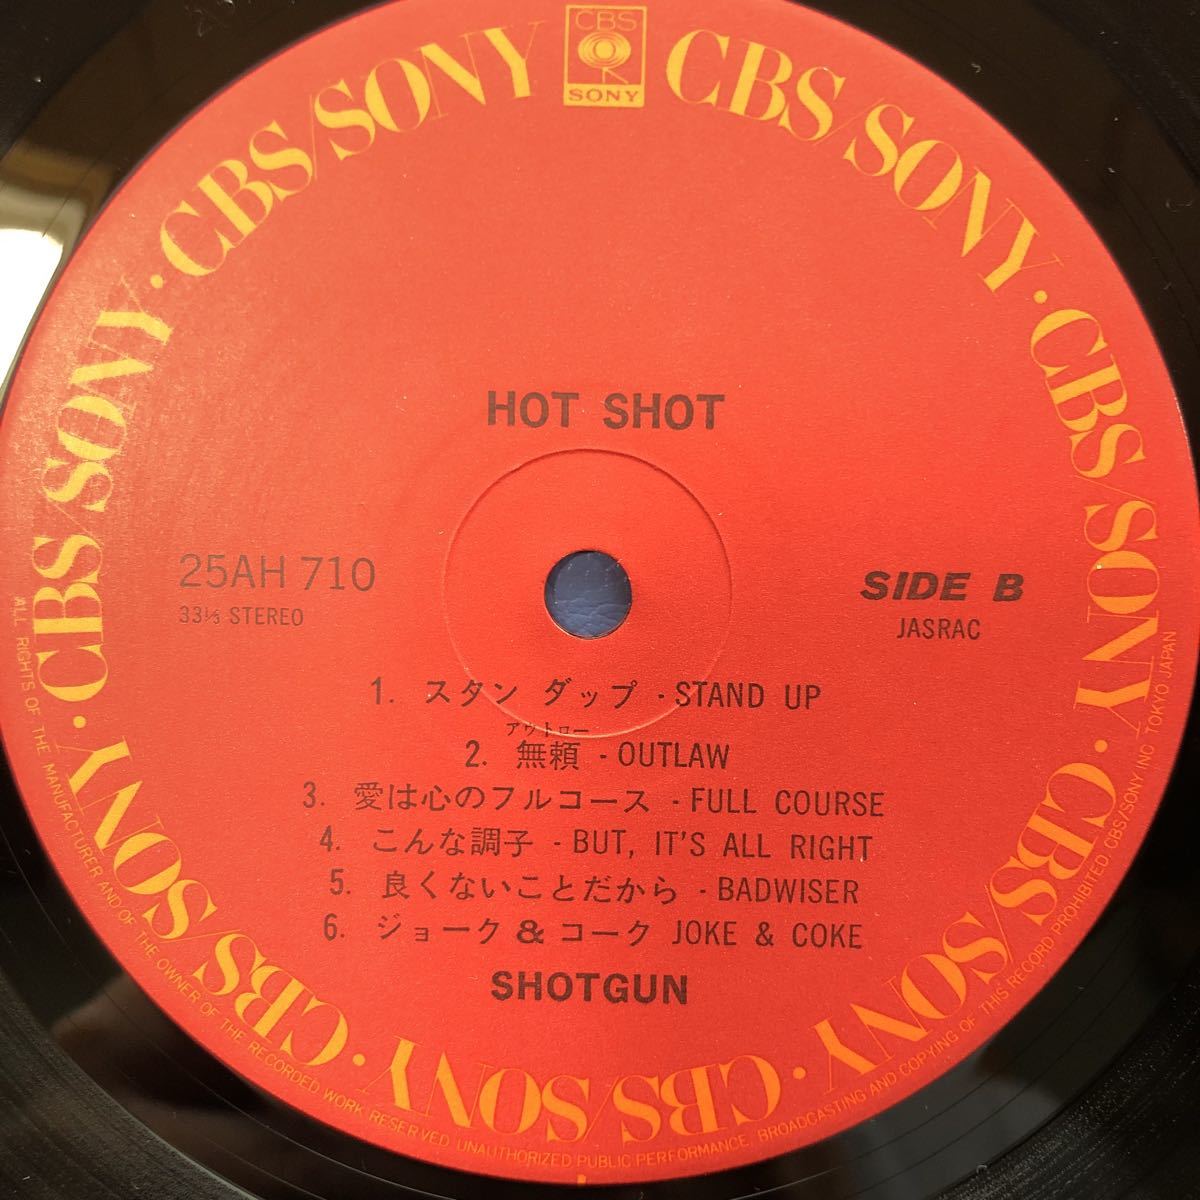 CBS
SONY
CBS/SONY · CBS/SONY · CBS/SONY · CBS/SONY · CBS/SONY · CBS/SONY · CBS/SONY · CBS/SONY
HOT SHOT
25AH 710
33⅓ STEREO
SIDE B
JASRAC
1. スタン ダップ - STAND UP
アウトロー
2. 無頼 - OUTLAW
3. 愛は心のフルコース - FULL COURSE
4. こんな調子 - BUT, IT'S ALL RIGHT
5. 良くないことだから - BADWISER
6. ジョーク & コーク JOKE & COKE
SHOTGUN
ALL RIGHTS OF THE MANUFACTURER AND OF THE OWNER OF THE RECORDED WORK RESERVED UNAUTHORIZED PUBLIC PERFORMANCE, BROADCASTING AND COPYING OF THIS RECORD PROHIBITED. CBS/SONY INC TOKYO JAPAN